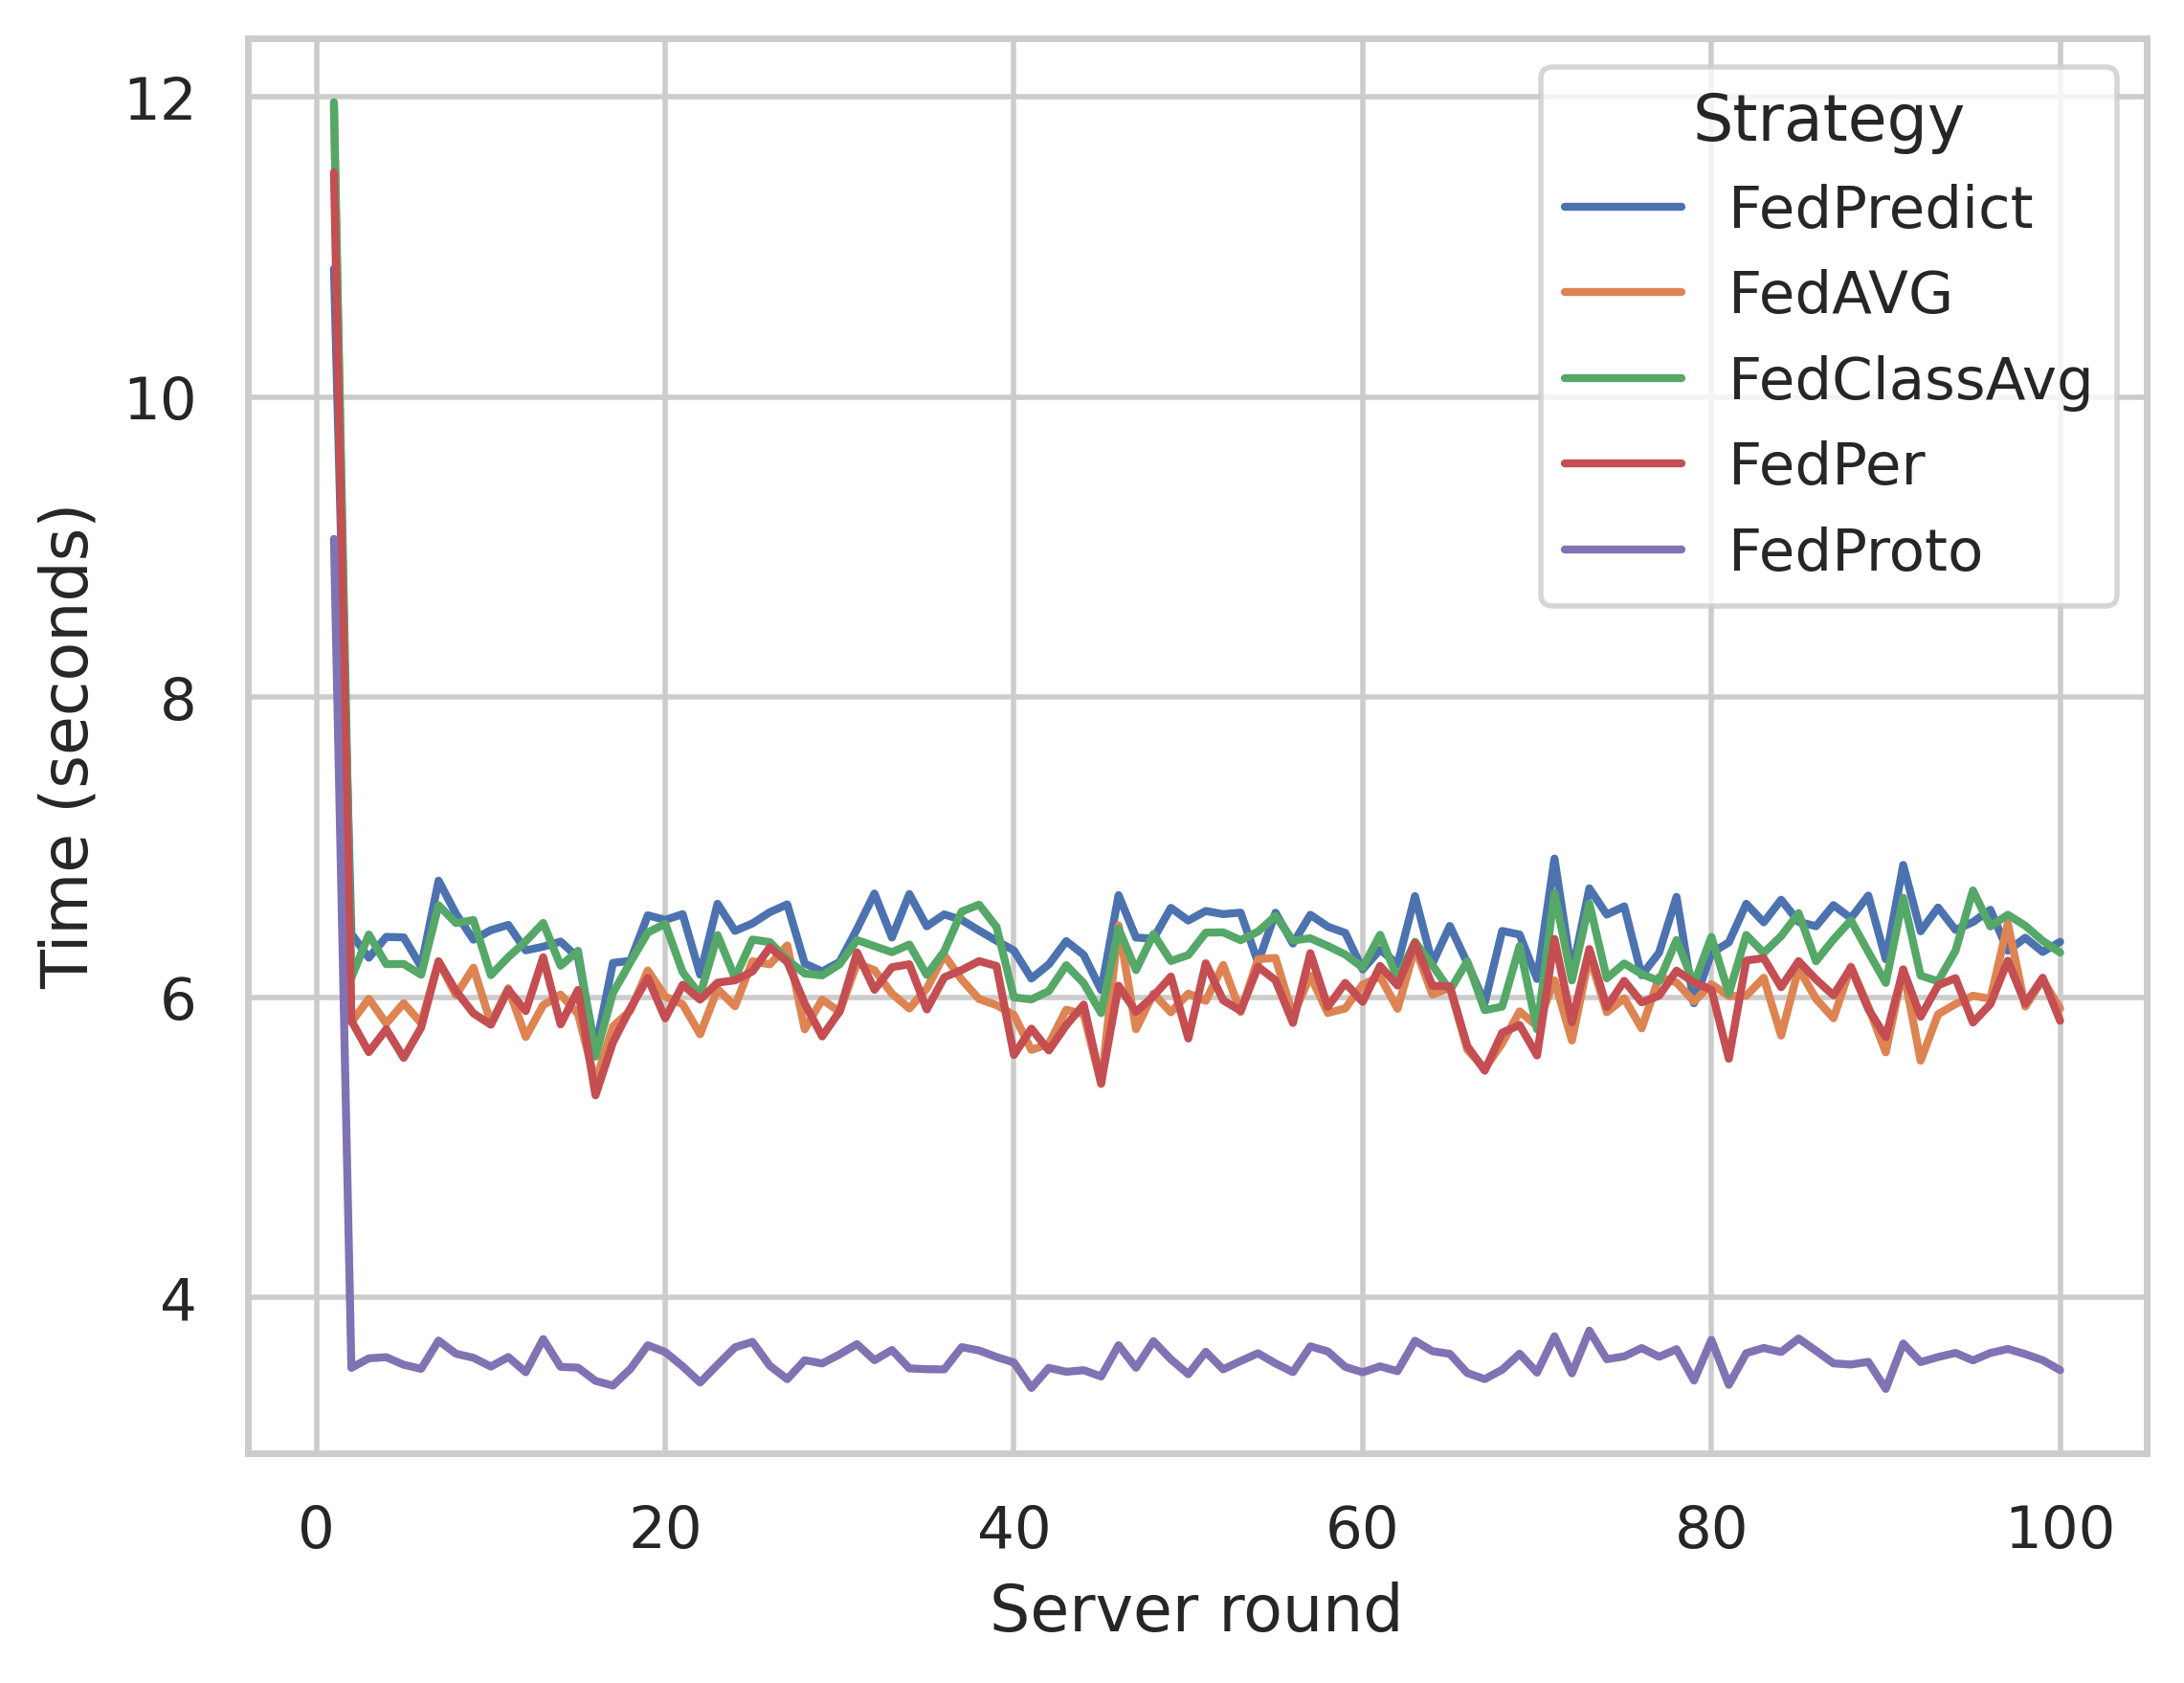 Strategy
FedPredict
FedAVG
FedClassAvg
FedPer
FedProto
Time (seconds)
12
10
8
6
4
0 20 40 60 80 100
Server round